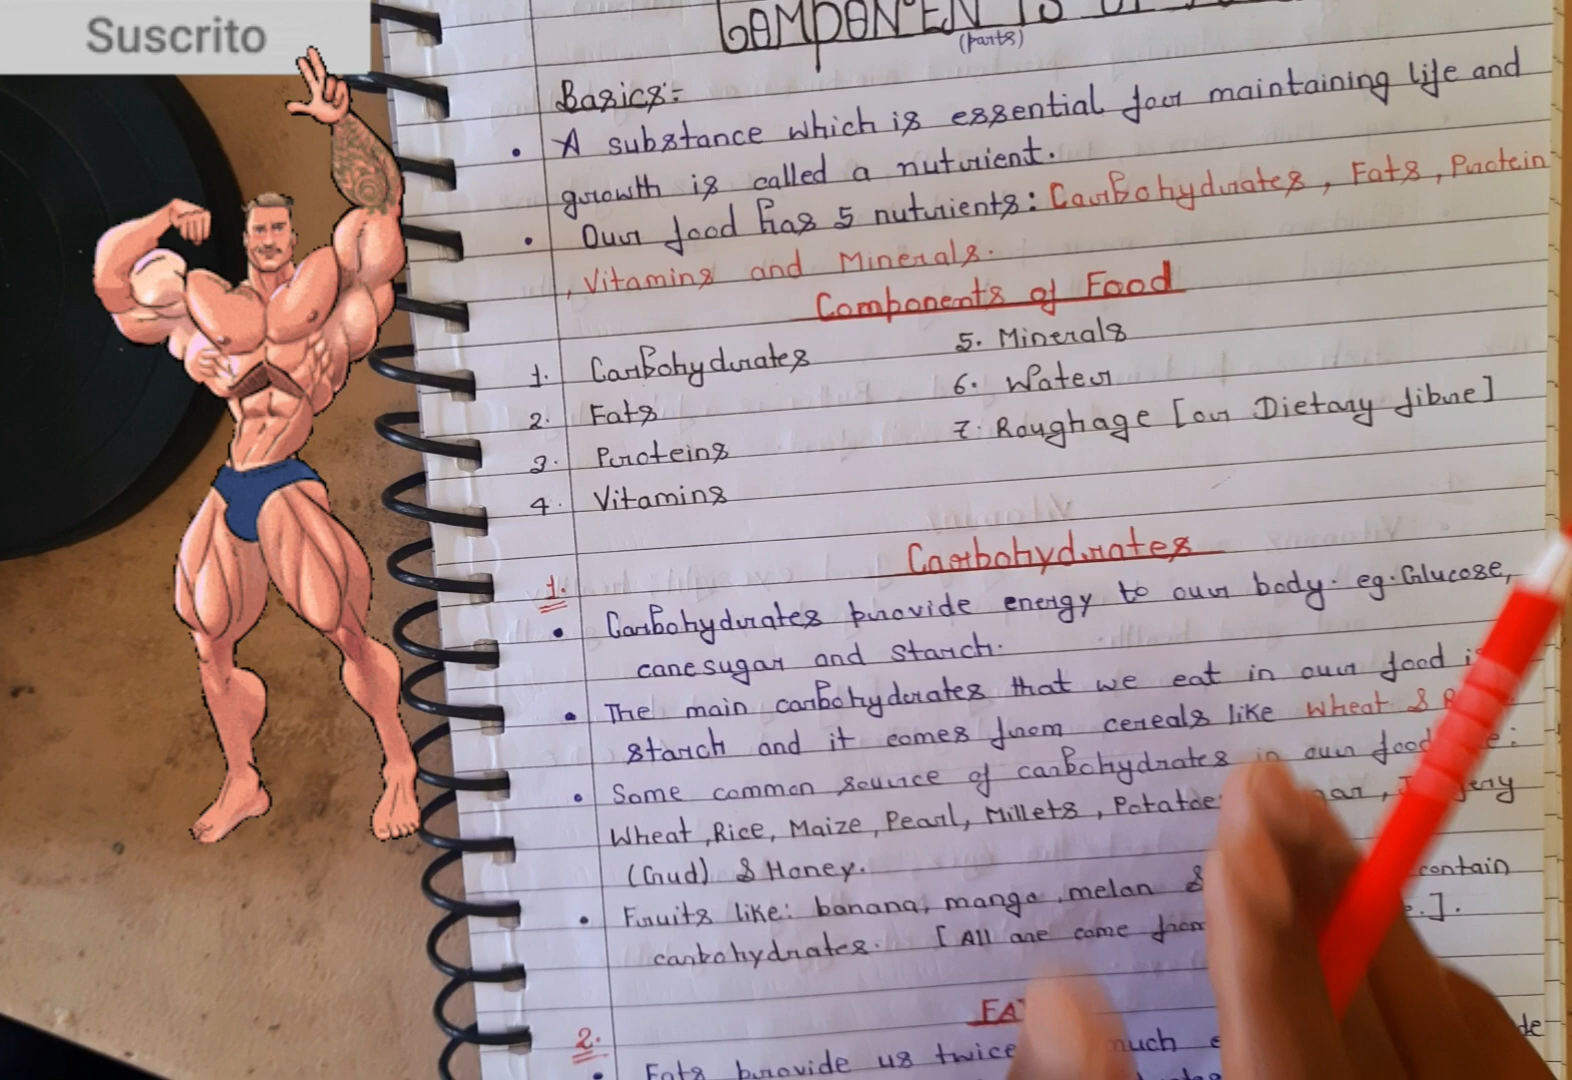 Suscrito
COMPONENTS OF
(parts)
Basics:-
• A substance which is essential for maintaining life and
growth is called a nutrient.
• Our food has 5 nutrients: Carbohydrates, Fats, Protein
, Vitamins and Minerals.
Components of Food
1. Carbohydrates
2. Fats
3. Proteins
4. Vitamins
5. Minerals
6. Water
7. Roughage [or Dietary fibre]
1. Carbohydrates
• Carbohydrates provide energy to our body. eg. Glucose,
canesugar and starch.
• The main carbohydrates that we eat in our food is
starch and it comes from cereals like Wheat &
• Some common source of carbohydrates in our food
Wheat, Rice, Maize, Pearl, Millets, Potatoe
(Gud) & Honey.
• Fruits like: banana, mango, melon & contain
carbohydrates. [All are come from
2.
• Fats provide us twice much